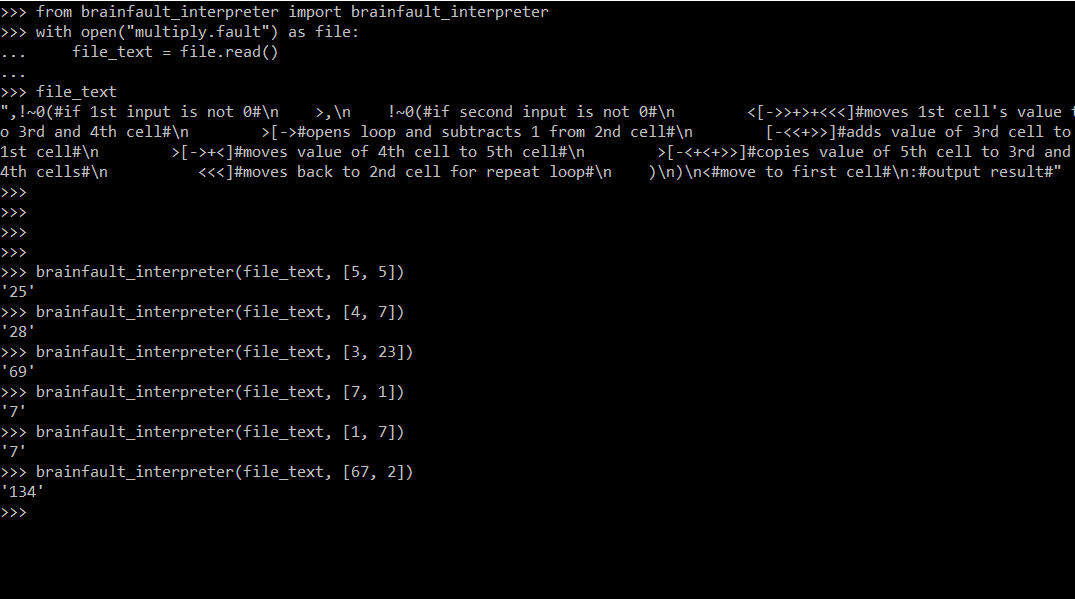 >>> from brainfault_interpreter import brainfault_interpreter
>>> with open("multiply.fault") as file:
...     file_text = file.read()
...
>>> file_text
",!~0(#if 1st input is not 0#\n    >,\n    !~0(#if second input is not 0#\n        <[->>+>+<<<]#moves 1st cell's value t
o 3rd and 4th cell#\n        >[->#opens loop and subtracts 1 from 2nd cell#\n        [-<<+>>]#adds value of 3rd cell to
1st cell#\n        >[->+<]#moves value of 4th cell to 5th cell#\n        >[-<+<+>>]#copies value of 5th cell to 3rd and
4th cells#\n          <<<]#moves back to 2nd cell for repeat loop#\n    )\n)\n<#move to first cell#\n:#output result#"
>>>
>>>
>>>
>>>
>>> brainfault_interpreter(file_text, [5, 5])
'25'
>>> brainfault_interpreter(file_text, [4, 7])
'28'
>>> brainfault_interpreter(file_text, [3, 23])
'69'
>>> brainfault_interpreter(file_text, [7, 1])
'7'
>>> brainfault_interpreter(file_text, [1, 7])
'7'
>>> brainfault_interpreter(file_text, [67, 2])
'134'
>>>